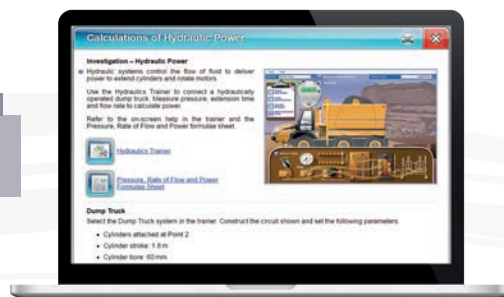 Calculations of Hydraulic Power
Investigation – Hydraulic Power
Hydraulic systems control the flow of fluid to deliver
power to extend cylinders and rotate motors.
Use the Hydraulics Trainer to connect a hydraulically
operated dump truck. Measure pressure, extension time
and flow rate to calculate power.
Refer to the on-screen help in the trainer and the
Pressure, Rate of Flow and Power formulae sheet.
Hydraulics Trainer
Pressure, Rate of Flow and Power
Formulae Sheet
Dump Truck
Select the Dump Truck system in the trainer. Construct the circuit shown and set the following parameters
• Cylinders attached at Point 2
• Cylinder stroke: 1.8 m
• Cylinder bore: 60 mm